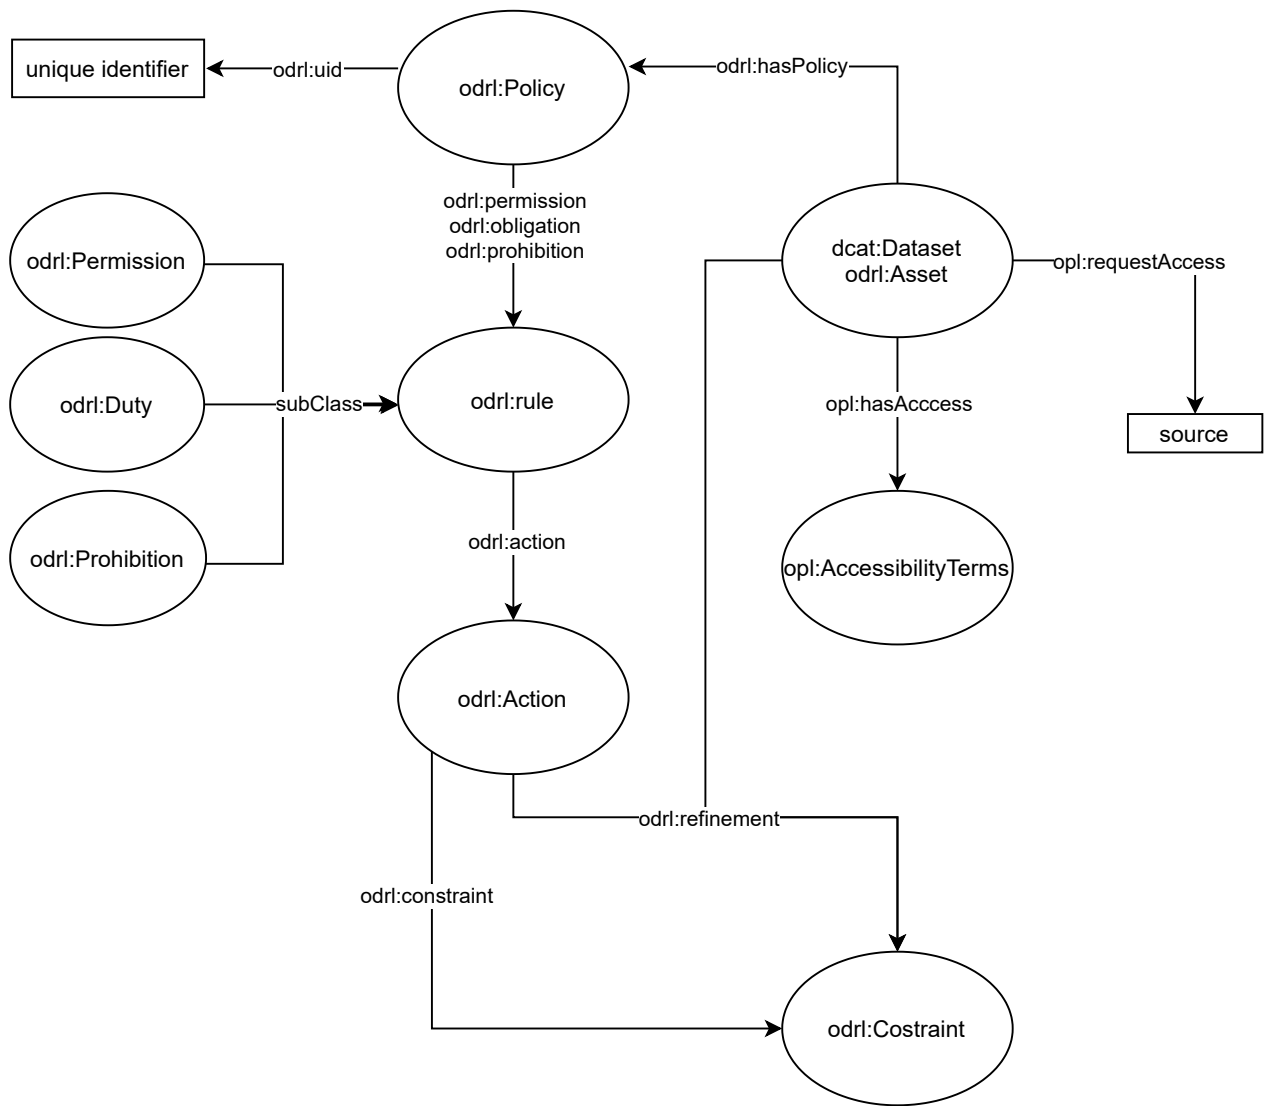 unique identifier
odrl:uid
odrl:Policy
odrl:hasPolicy
odrl:permission
odrl:obligation
odrl:prohibition
odrl:Permission
dcat:Dataset
odrl:Asset
opl:requestAccess
odrl:Duty
subClass
odrl:rule
opl:hasAcccess
source
odrl:Prohibition
odrl:action
opl:AccessibilityTerms
odrl:Action
odrl:refinement
odrl:constraint
odrl:Costraint